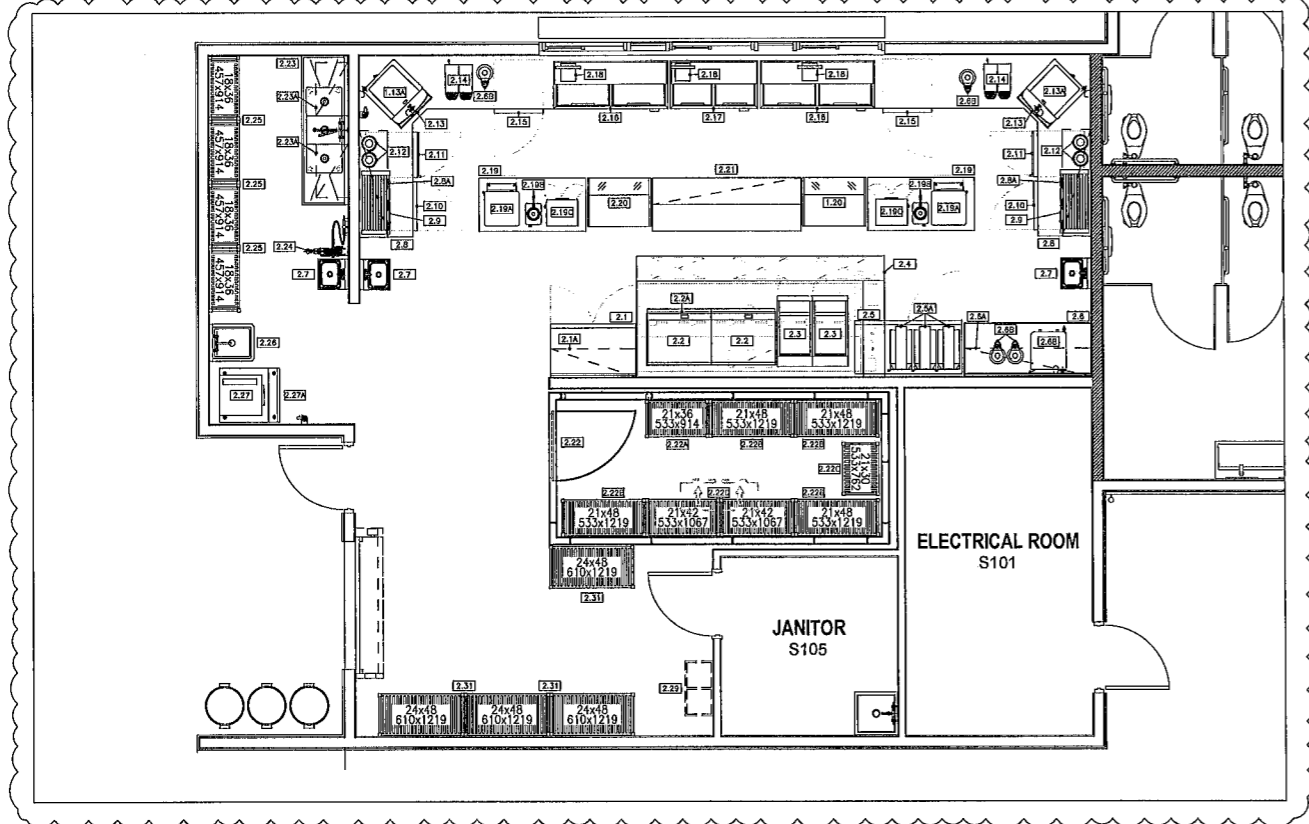 2.23
18x36
457x914
2.23A
1.13A
2.14
2.6B
2.18
2.18
2.18
2.6B
2.14
2.13A
2.13
2.15
2.16
2.17
2.16
2.15
2.13
2.25
18x36
457x914
2.23A
2.12
2.11
2.11
2.12
2.25
2.8A
2.19
2.19B
2.21
2.19B
2.19
2.8A
18x36
457x914
2.19A
2.19C
2.20
1.20
2.19C
2.19A
2.10
2.9
2.10
2.9
2.25
2.24
2.8
2.8
18x36
457x914
2.7
2.7
2.4
2.7
2.2A
2.1
2.5
2.5A
2.6A
2.6
2.1A
2.2
2.2
2.3
2.3
2.6B
2.6B
2.26
2.27
2.27A
2.22
21x36
533x914
21x48
533x1219
21x48
533x1219
2.22A
2.22B
2.22B
2.22C
21x30
533x762
2.22B
2.22D
2.22B
21x48
533x1219
21x42
533x1067
21x42
533x1067
21x48
533x1219
24x48
610x1219
2.31
ELECTRICAL ROOM
S101
JANITOR
S105
2.29
2.31
2.31
24x48
610x1219
24x48
610x1219
24x48
610x1219